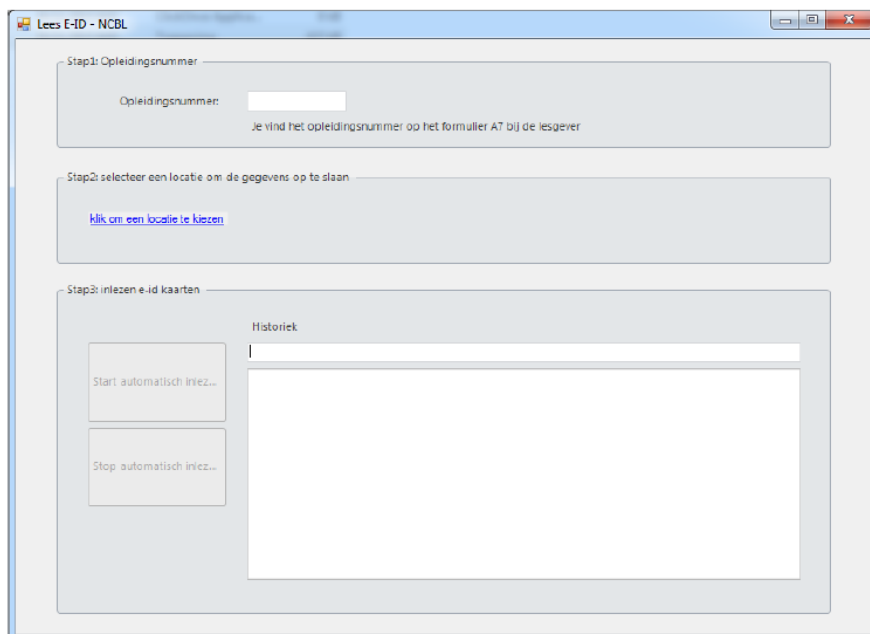 Lees E-ID - NCBL
Stap1: Opleidingsnummer
Opleidingsnummer:
Je vind het opleidingsnummer op het formulier A7 bij de lesgever
Stap2: selecteer een locatie om de gegevens op te slaan
klik om een locatie te kiezen
Stap3: inlezen e-id kaarten
Historiek
Start automatisch inlez...
Stop automatisch inlez...